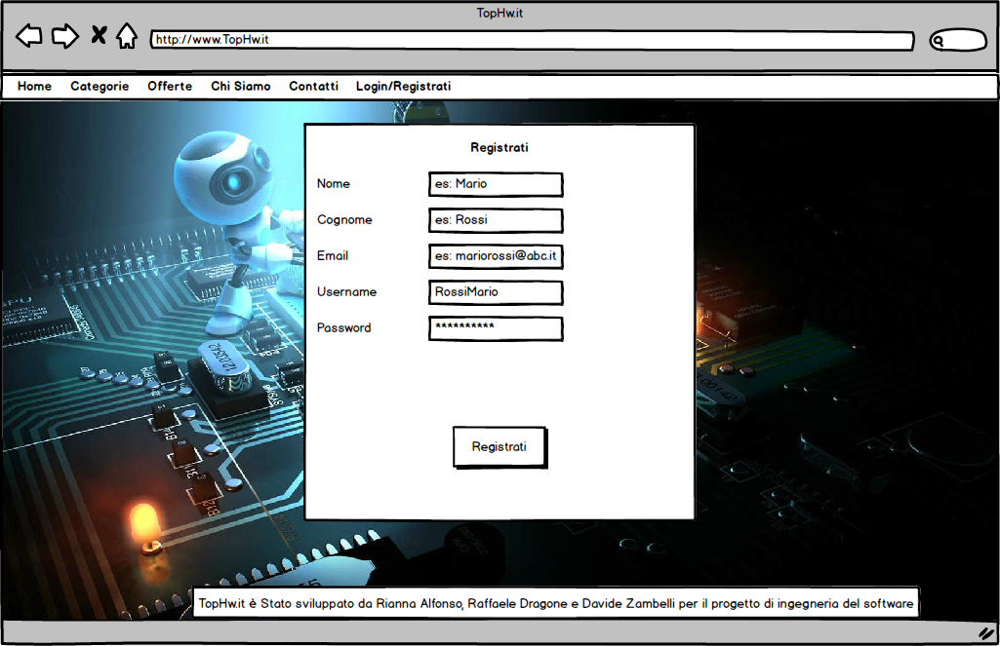 TopHw.it
http://www.TopHw.it
Home Categorie Offerte Chi Siamo Contatti Login/Registrati
Registrati
Nome es: Mario
Cognome es: Rossi
Email es: mariorossi@abc.it
Username RossiMario
Password **********
Registrati
12.013542
TopHw.it è Stato sviluppato da Rianna Alfonso, Raffaele Dragone e Davide Zambelli per il progetto di ingegneria del software